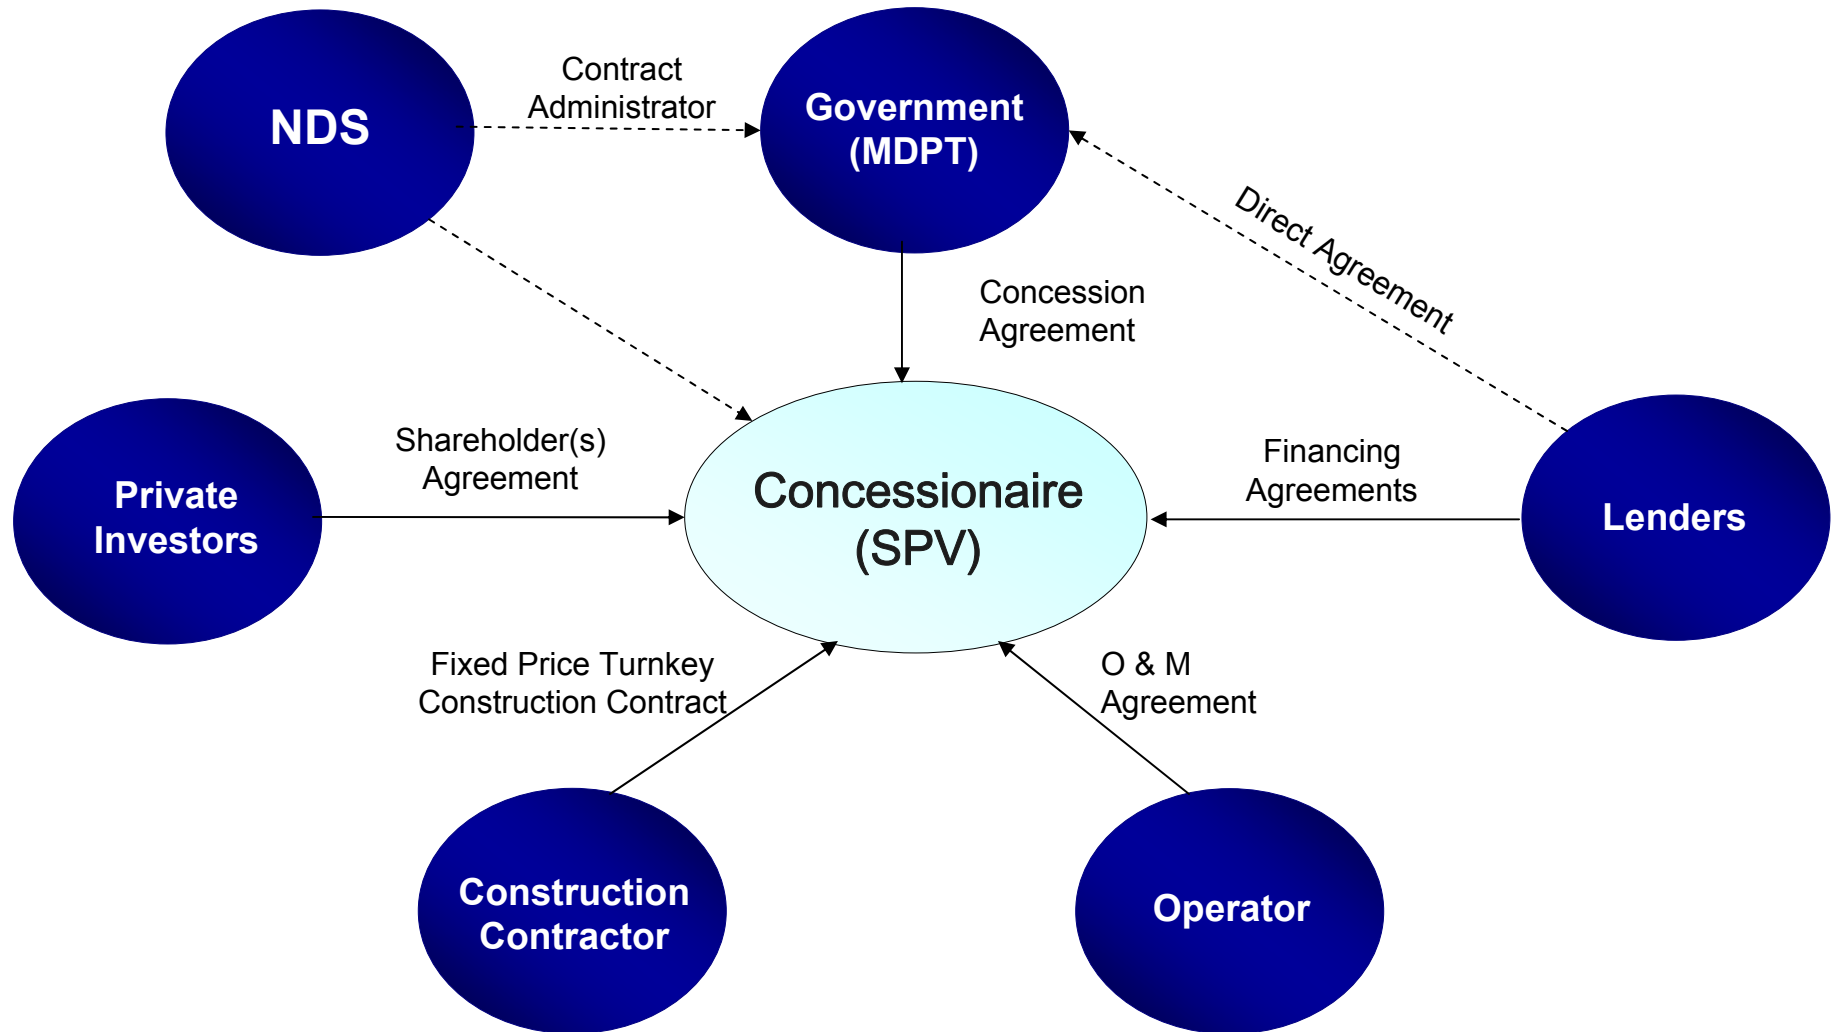 NDS
Contract
Administrator
Government
(MDPT)
Direct Agreement
Concession
Agreement
Shareholder(s)
Agreement
Private
Investors
Concessionaire
(SPV)
Financing
Agreements
Lenders
Fixed Price Turnkey
Construction Contract
O & M
Agreement
Construction
Contractor
Operator